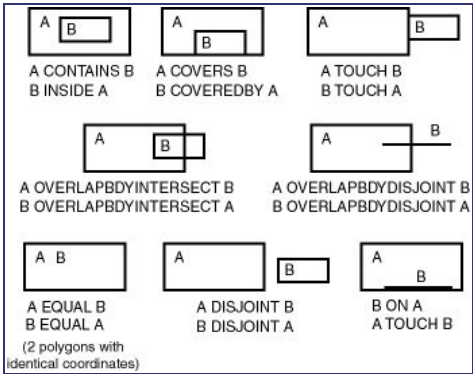 A B
A CONTAINS B
B INSIDE A
A B
A COVERS B
B COVEREDBY A
A B
A TOUCH B
B TOUCH A
A B
A OVERLAPBDYINTERSECT B
B OVERLAPBDYINTERSECT A
A B
A OVERLAPBDYDISJOINT B
B OVERLAPBDYDISJOINT A
A B
A EQUAL B
B EQUAL A
(2 polygons with
identical coordinates)
A B
A DISJOINT B
B DISJOINT A
A B
B ON A
A TOUCH B